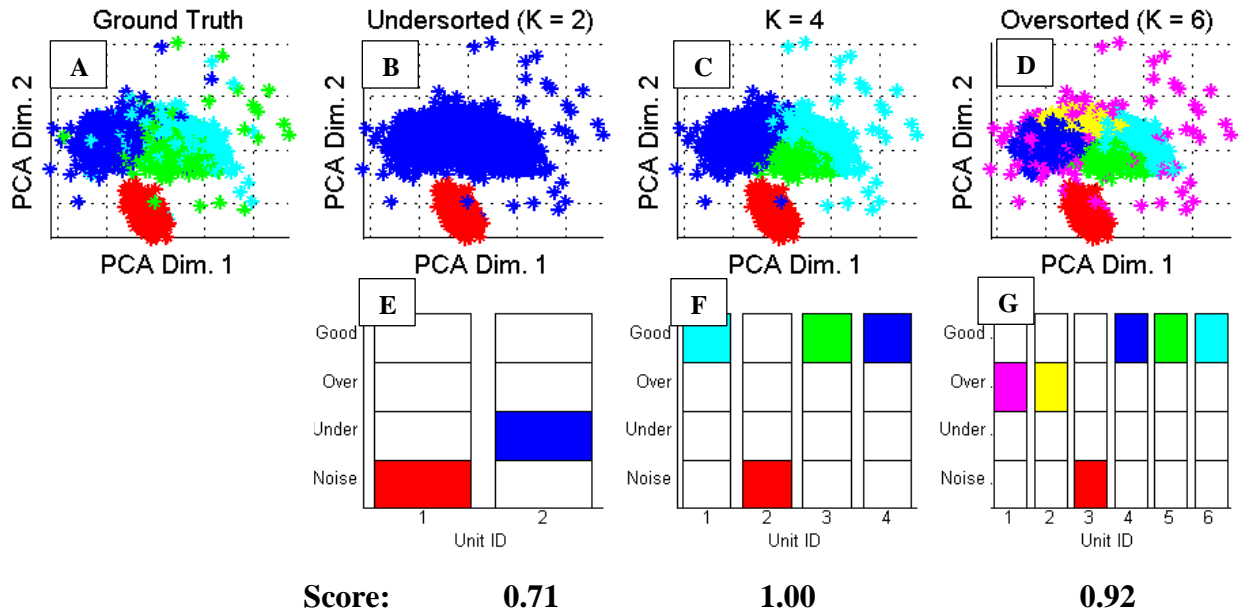 Ground Truth
Undersorted (K = 2)
K = 4
Oversorted (K = 6)
A
B
C
D
PCA Dim. 2
PCA Dim. 2
PCA Dim. 2
PCA Dim. 2
PCA Dim. 1
PCA Dim. 1
PCA Dim. 1
PCA Dim. 1
E
F
G
Good
Over
Under
Noise
1 2
Unit ID
Good
Over
Under
Noise
1 2 3 4
Unit ID
Good
Over
Under
Noise
1 2 3 4 5 6
Unit ID
Score: 0.71 1.00 0.92